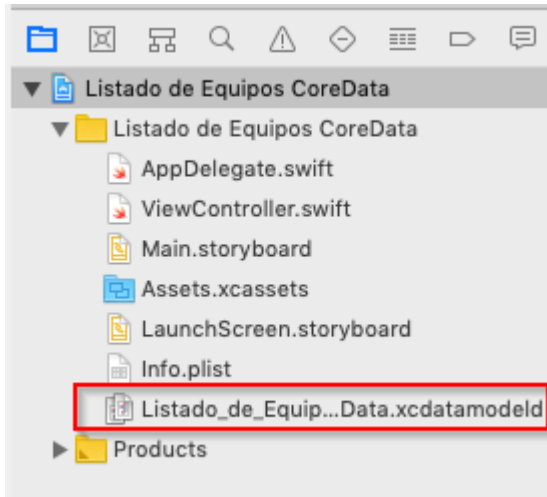 Listado de Equipos CoreData
Listado de Equipos CoreData
AppDelegate.swift
ViewController.swift
Main.storyboard
Assets.xcassets
LaunchScreen.storyboard
Info.plist
Listado_de_Equip...Data.xcdatamodeld
Products